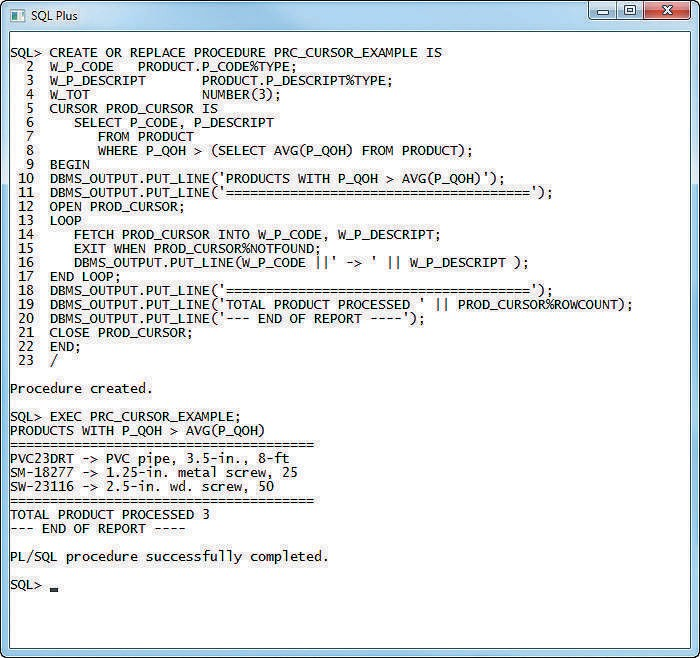 SQL Plus
SQL> CREATE OR REPLACE PROCEDURE PRC_CURSOR_EXAMPLE IS
  2  W_P_CODE   PRODUCT.P_CODE%TYPE;
  3  W_P_DESCRIPT       PRODUCT.P_DESCRIPT%TYPE;
  4  W_TOT              NUMBER(3);
  5  CURSOR PROD_CURSOR IS
  6     SELECT P_CODE, P_DESCRIPT
  7        FROM PRODUCT
  8        WHERE P_QOH > (SELECT AVG(P_QOH) FROM PRODUCT);
  9  BEGIN
 10  DBMS_OUTPUT.PUT_LINE('PRODUCTS WITH P_QOH > AVG(P_QOH)');
 11  DBMS_OUTPUT.PUT_LINE('======================================');
 12  OPEN PROD_CURSOR;
 13  LOOP
 14     FETCH PROD_CURSOR INTO W_P_CODE, W_P_DESCRIPT;
 15     EXIT WHEN PROD_CURSOR%NOTFOUND;
 16     DBMS_OUTPUT.PUT_LINE(W_P_CODE ||' -> ' || W_P_DESCRIPT );
 17  END LOOP;
 18  DBMS_OUTPUT.PUT_LINE('======================================');
 19  DBMS_OUTPUT.PUT_LINE('TOTAL PRODUCT PROCESSED ' || PROD_CURSOR%ROWCOUNT);
 20  DBMS_OUTPUT.PUT_LINE('--- END OF REPORT ----');
 21  CLOSE PROD_CURSOR;
 22  END;
 23  /
Procedure created.
SQL> EXEC PRC_CURSOR_EXAMPLE;
PRODUCTS WITH P_QOH > AVG(P_QOH)
======================================
PVC23DRT -> PVC pipe, 3.5-in., 8-ft
SM-18277 -> 1.25-in. metal screw, 25
SW-23116 -> 2.5-in. wd. screw, 50
======================================
TOTAL PRODUCT PROCESSED 3
--- END OF REPORT ----
PL/SQL procedure successfully completed.
SQL> _